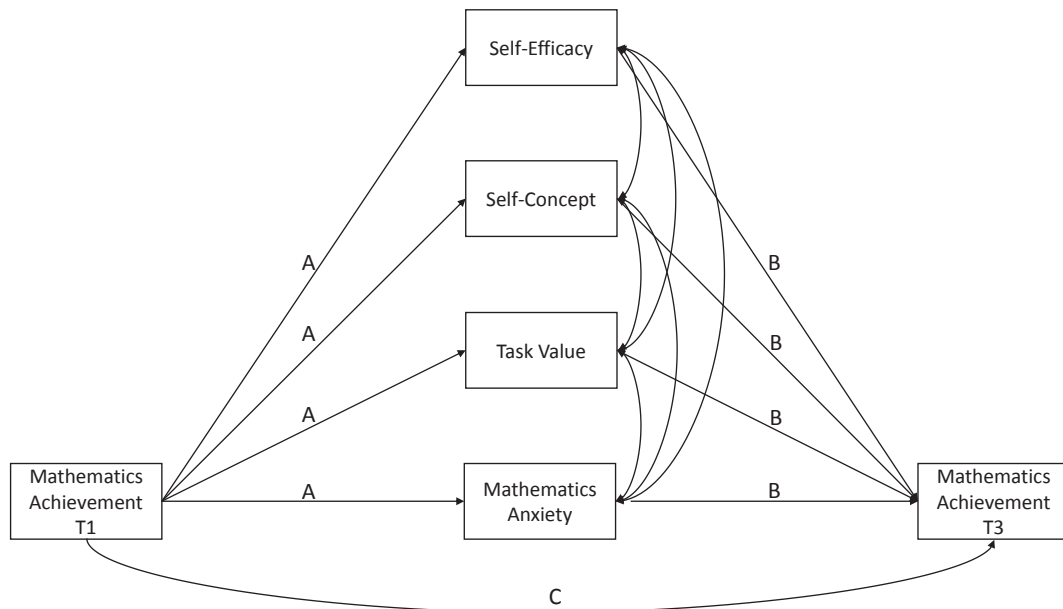 Self-Efficacy
Self-Concept
A
B
A
B
Task Value
A
B
Mathematics
Achievement
T1
A
Mathematics
Anxiety
B
Mathematics
Achievement
T3
C